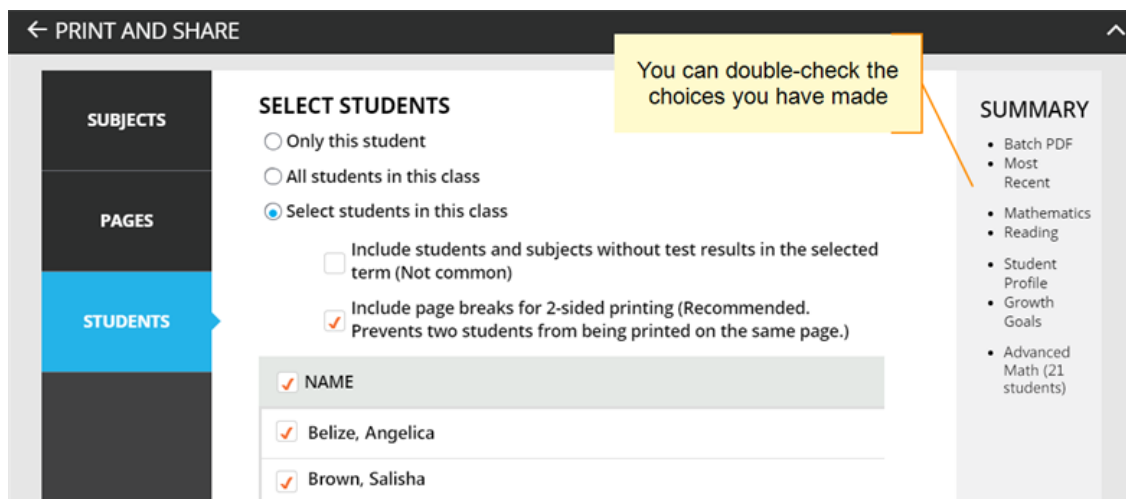 ← PRINT AND SHARE
You can double-check the
choices you have made
SUBJECTS
PAGES
STUDENTS
SELECT STUDENTS
Only this student
All students in this class
Select students in this class
Include students and subjects without test results in the selected
term (Not common)
Include page breaks for 2-sided printing (Recommended.
Prevents two students from being printed on the same page.)
NAME
Belize, Angelica
Brown, Salisha
SUMMARY
• Batch PDF
• Most
Recent
• Mathematics
• Reading
• Student
Profile
• Growth
Goals
• Advanced
Math (21
students)